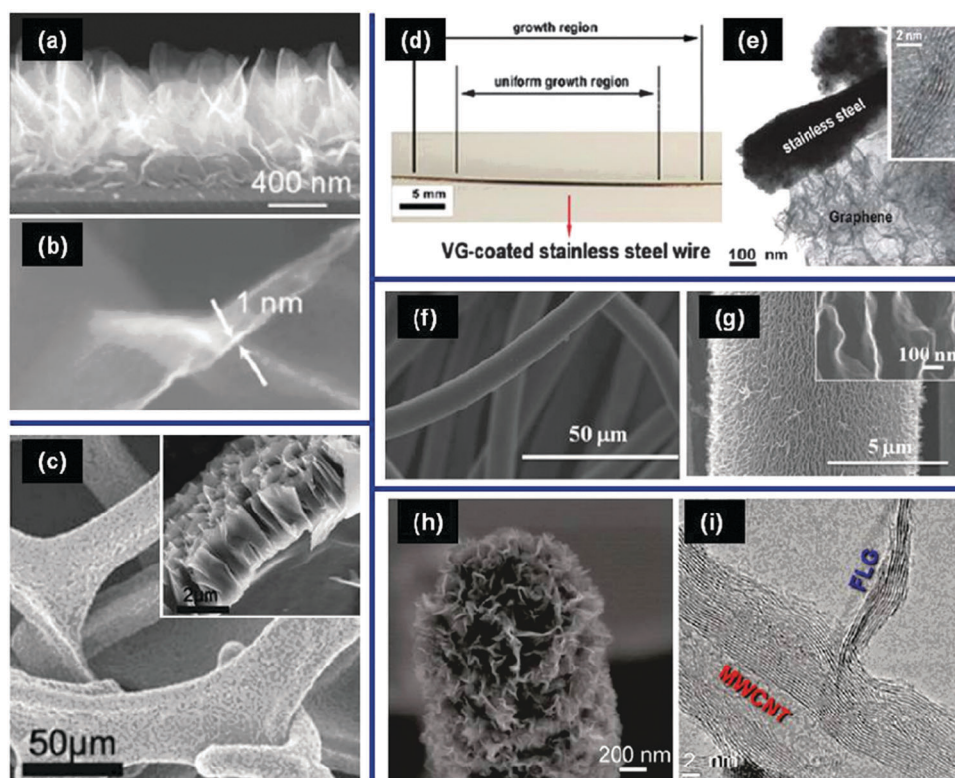 (a)
400 nm
(b)
1 nm
(c)
2μm
50μm
(d)
growth region
uniform growth region
5 mm
VG-coated stainless steel wire
(e)
2 nm
stainless steel
Graphene
100 nm
(f)
50 μm
(g)
100 nm
5 μm
(h)
200 nm
(i)
FLG
MWCNT
2 nm